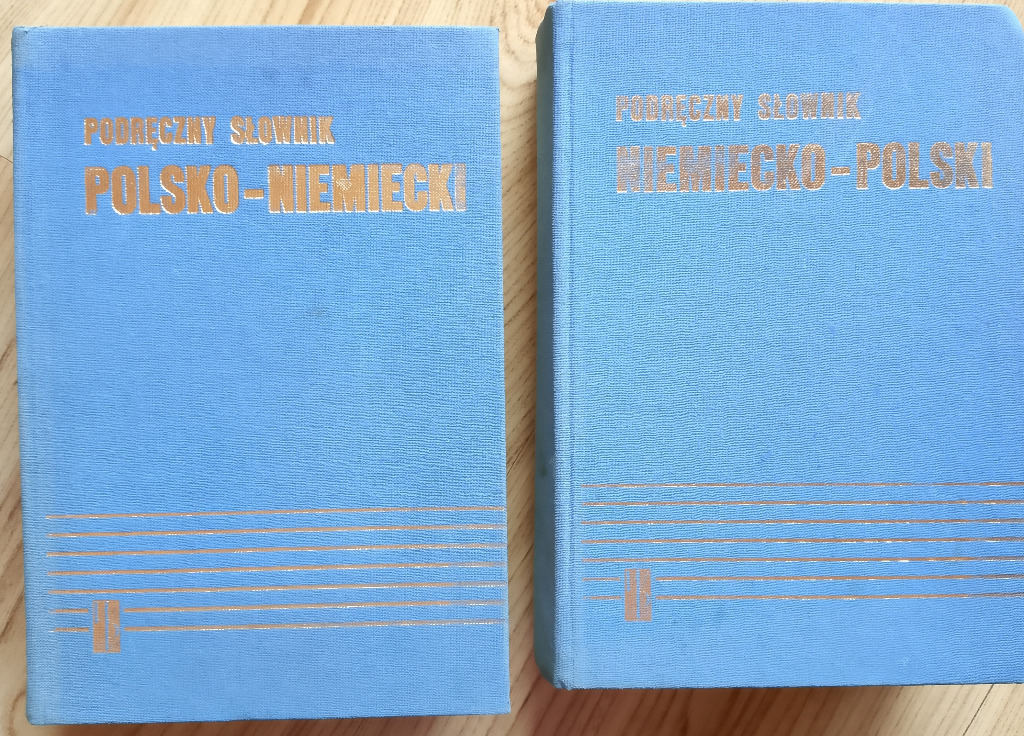 PODRĘCZNY SŁOWNIK
POLSKO-NIEMIECKI
PODRĘCZNY SŁOWNIK
NIEMIECKO-POLSKI